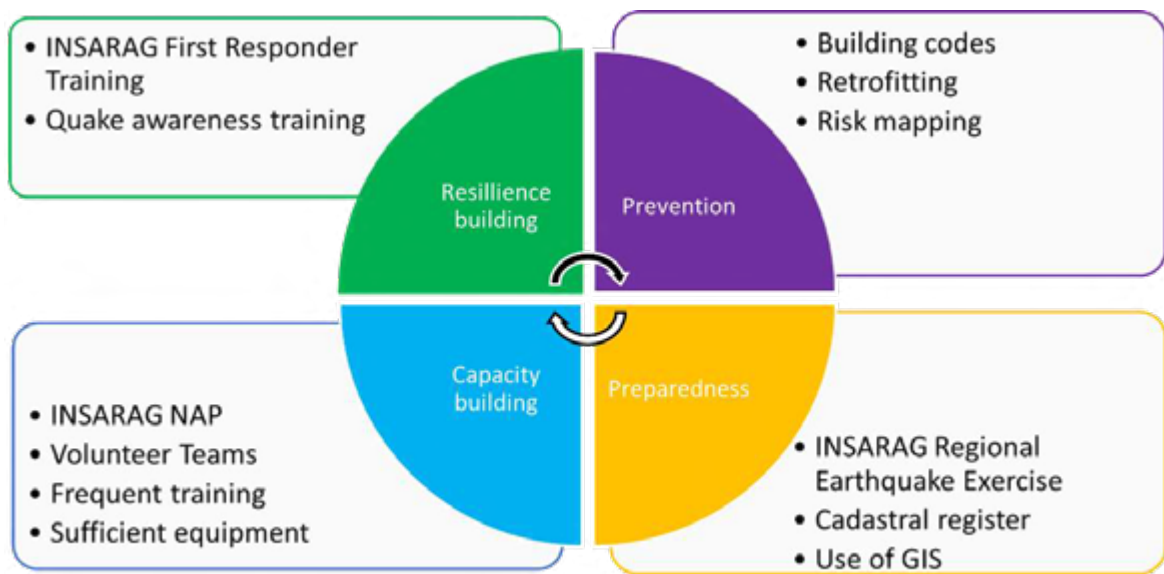 • INSARAG First Responder
Training
• Quake awareness training
• Building codes
• Retrofitting
• Risk mapping
Resillience
building
Prevention
Capacity
building
Preparedness
• INSARAG NAP
• Volunteer Teams
• Frequent training
• Sufficient equipment
• INSARAG Regional
Earthquake Exercise
• Cadastral register
• Use of GIS